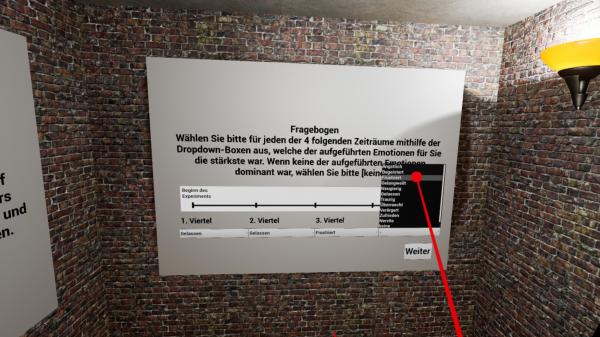 f
rs
und
en.
Fragebogen
Wählen Sie bitte für jeden der 4 folgenden Zeiträume mithilfe der
Dropdown-Boxen aus, welche der aufgeführten Emotionen für Sie
die stärkste war. Wenn keine der aufgeführten Emotionen
dominant war, wählen Sie bitte [kein
Beginn des
Experiments
1. Viertel 2. Viertel 3. Viertel
Gelassen Gelassen Frustriert
Ängstlich
Begeistert
Frustriert
Gelangweilt
Neugierig
Gelassen
Traurig
Überrascht
Zufrieden
Verärgert
Nervös
keine
Weiter